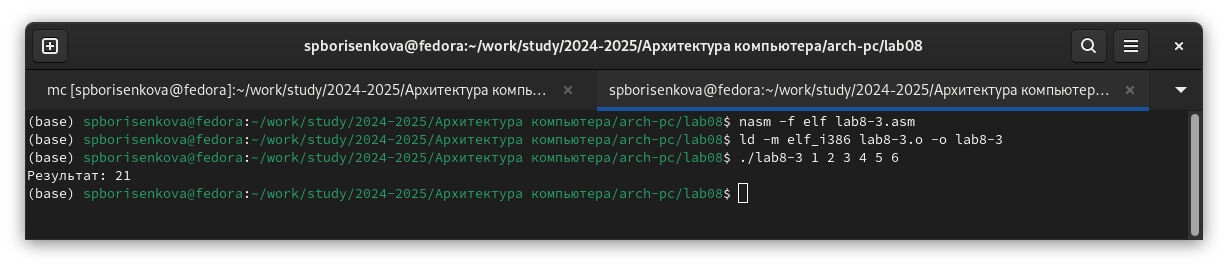 spborisenkova@fedora:~/work/study/2024-2025/Архитектура компьютера/arch-pc/lab08
mc [spborisenkova@fedora]:~/work/study/2024-2025/Архитектура компь...
spborisenkova@fedora:~/work/study/2024-2025/Архитектура компьютер...
(base) spborisenkova@fedora:~/work/study/2024-2025/Архитектура компьютера/arch-pc/lab08$ nasm -f elf lab8-3.asm
(base) spborisenkova@fedora:~/work/study/2024-2025/Архитектура компьютера/arch-pc/lab08$ ld -m elf_i386 lab8-3.o -o lab8-3
(base) spborisenkova@fedora:~/work/study/2024-2025/Архитектура компьютера/arch-pc/lab08$ ./lab8-3 1 2 3 4 5 6
Результат: 21
(base) spborisenkova@fedora:~/work/study/2024-2025/Архитектура компьютера/arch-pc/lab08$